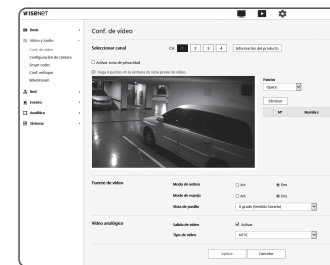 WISENET
Basic
Vídeo y Audio
Conf. de vídeo
Configuración de cámara
Smart codec
Conf. enfoque
WiseStream
Red
Evento
Analítica
Sistema
Conf. de vídeo
Seleccionar canal
CH 1 2 3 4 Información del producto
Activar zona de privacidad
Haga 4 puntos en la ventana de vista previa de vídeo.
Patrón
Opaco
Eliminar
Nº Nombre
Fuente de vídeo
Modo de volteo Act Des
Modo de espejo Act Des
Vista de pasillo 0 grado (Sentido horario)
Vídeo analógico
Salida de vídeo Activar
Tipo de vídeo NTSC
Aplicar Cancelar